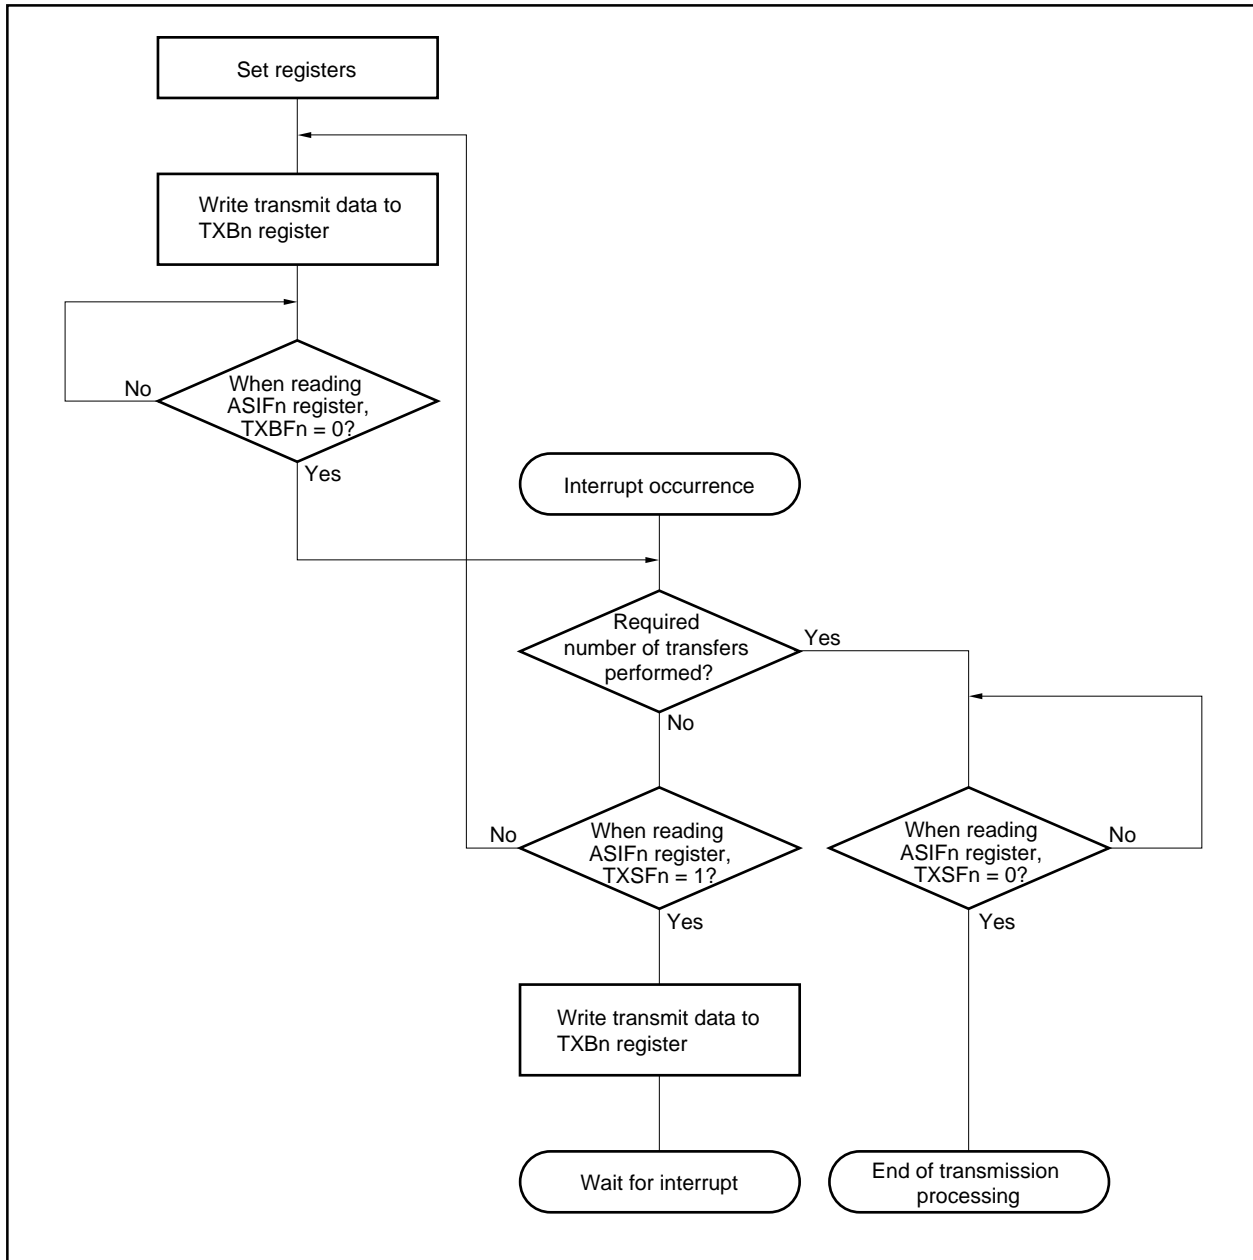 Set registers
Write transmit data to
TXBn register
No
When reading
ASIFn register,
TXBFn = 0?
Yes
Interrupt occurrence
Required
number of transfers
performed?
Yes
No
No
When reading
ASIFn register,
TXSFn = 1?
Yes
When reading
ASIFn register,
TXSFn = 0?
No
Yes
Write transmit data to
TXBn register
Wait for interrupt
End of transmission
processing